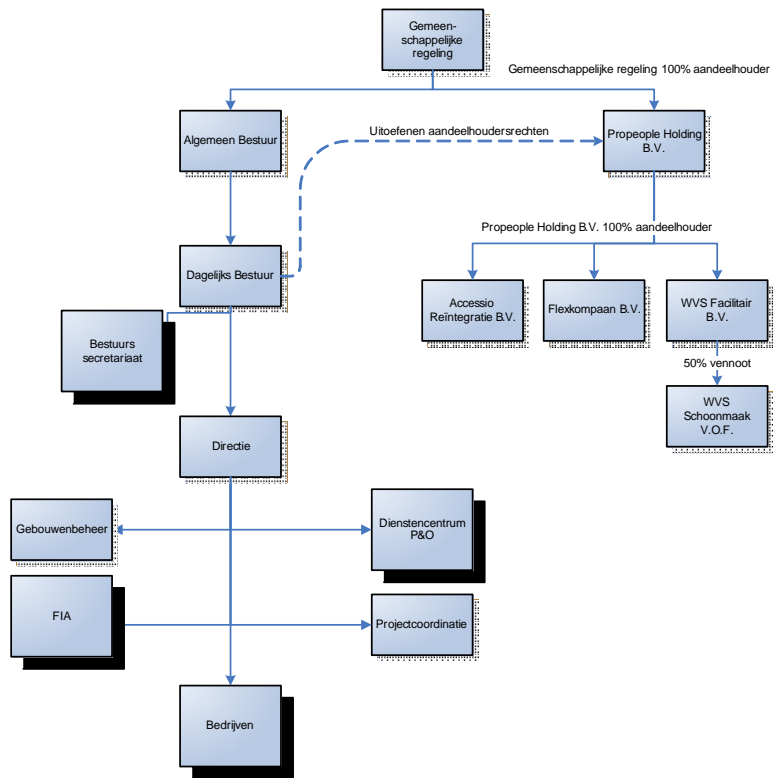 Gemeen-
schappelijke
regeling
Gemeenschappelijke regeling 100% aandeelhouder
Algemeen Bestuur
Uitoefenen aandeelhoudersrechten
Propeople Holding
B.V.
Propeople Holding B.V. 100% aandeelhouder
Dagelijks Bestuur
Accessio
Reïntegratie B.V.
Flexkompaan B.V.
WVS Facilitair
B.V.
Bestuurs
secretariaat
50% vennoot
WVS
Schoonmaak
V.O.F.
Directie
Gebouwenbeheer
Dienstencentrum
P&O
FIA
Projectcoordinatie
Bedrijven